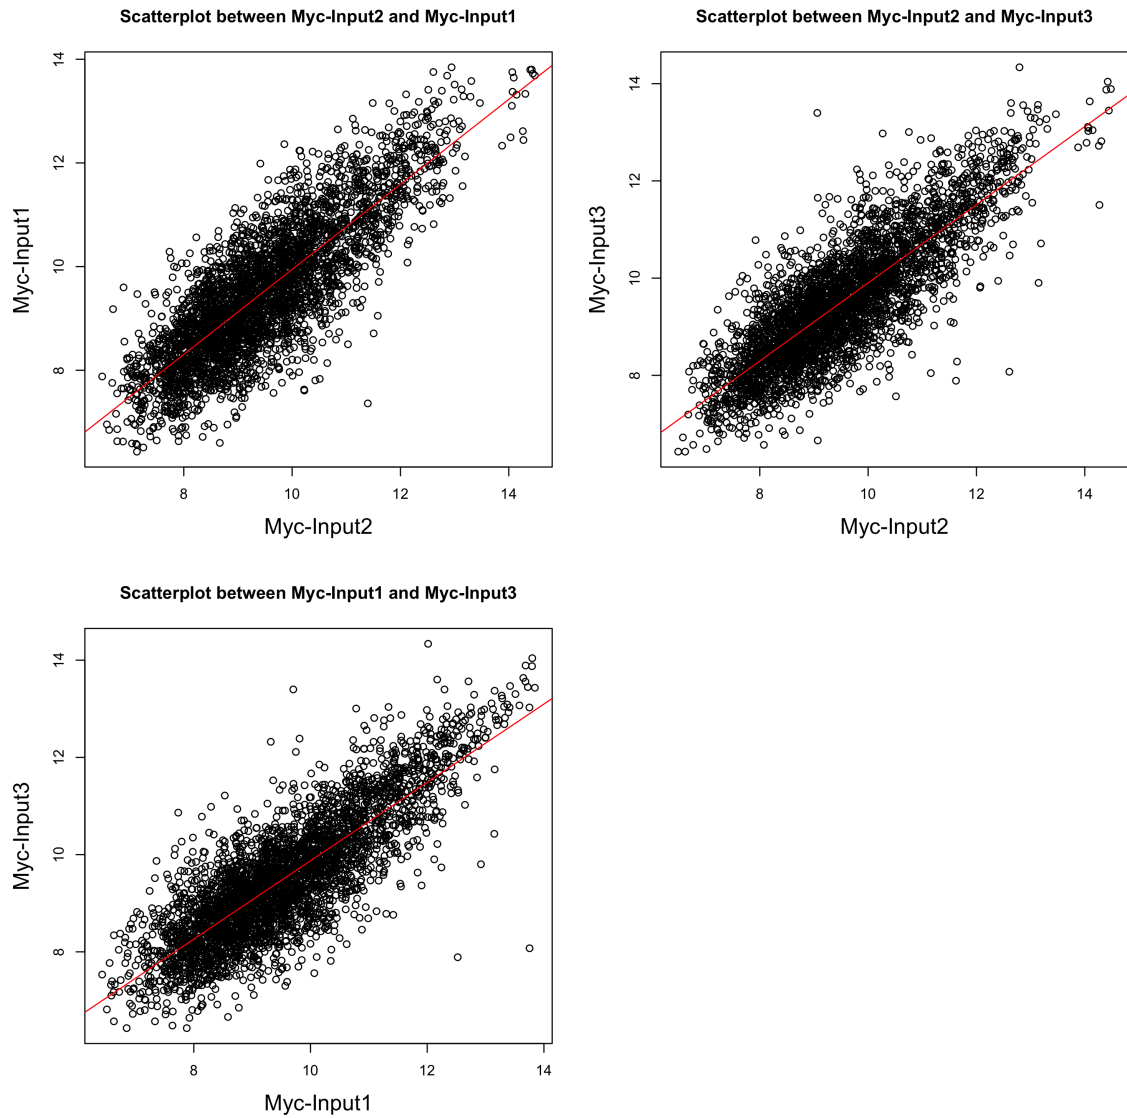 Scatterplot between Myc-Input2 and Myc-Input1
14
12
10
8
Myc-Input1
8 10 12 14
Myc-Input2
Scatterplot between Myc-Input2 and Myc-Input3
14
12
10
8
Myc-Input3
8 10 12 14
Myc-Input2
Scatterplot between Myc-Input1 and Myc-Input3
14
12
10
8
Myc-Input3
8 10 12 14
Myc-Input1